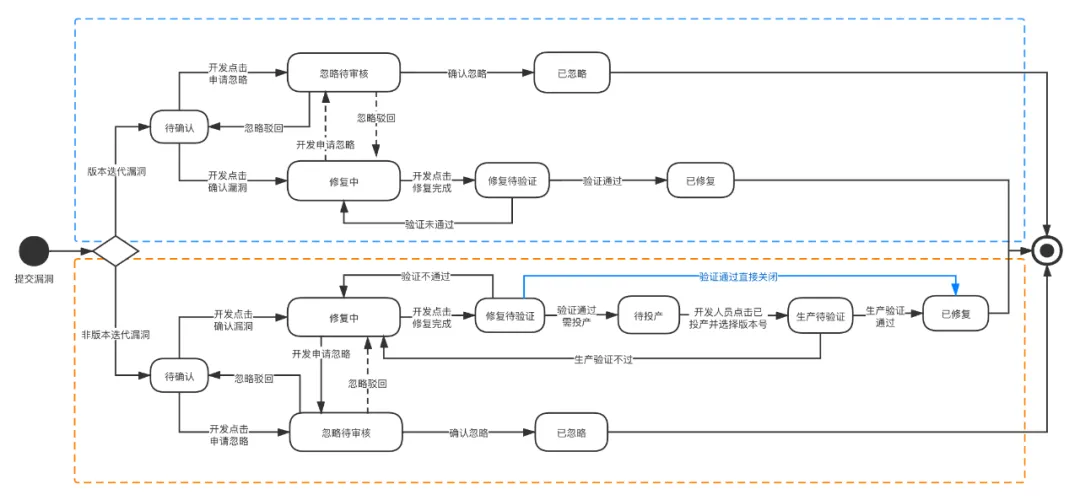 开发点击
申请忽略
忽略待审核
确认忽略
已忽略
待确认
忽略驳回
忽略驳回
开发申请忽略
版本迭代漏洞
开发点击
确认漏洞
修复中
开发点击
修复完成
修复待验证
验证通过
已修复
验证未通过
提交漏洞
验证不通过
验证通过直接关闭
开发点击
确认漏洞
修复中
开发点击
修复完成
修复待验证
验证通过
需投产
待投产
开发人员点击已
投产并选择版本号
生产待验证
生产验证
通过
已修复
非版本迭代漏洞
开发申请忽略
生产验证不过
待确认
忽略驳回
忽略驳回
开发点击
申请忽略
忽略待审核
确认忽略
已忽略